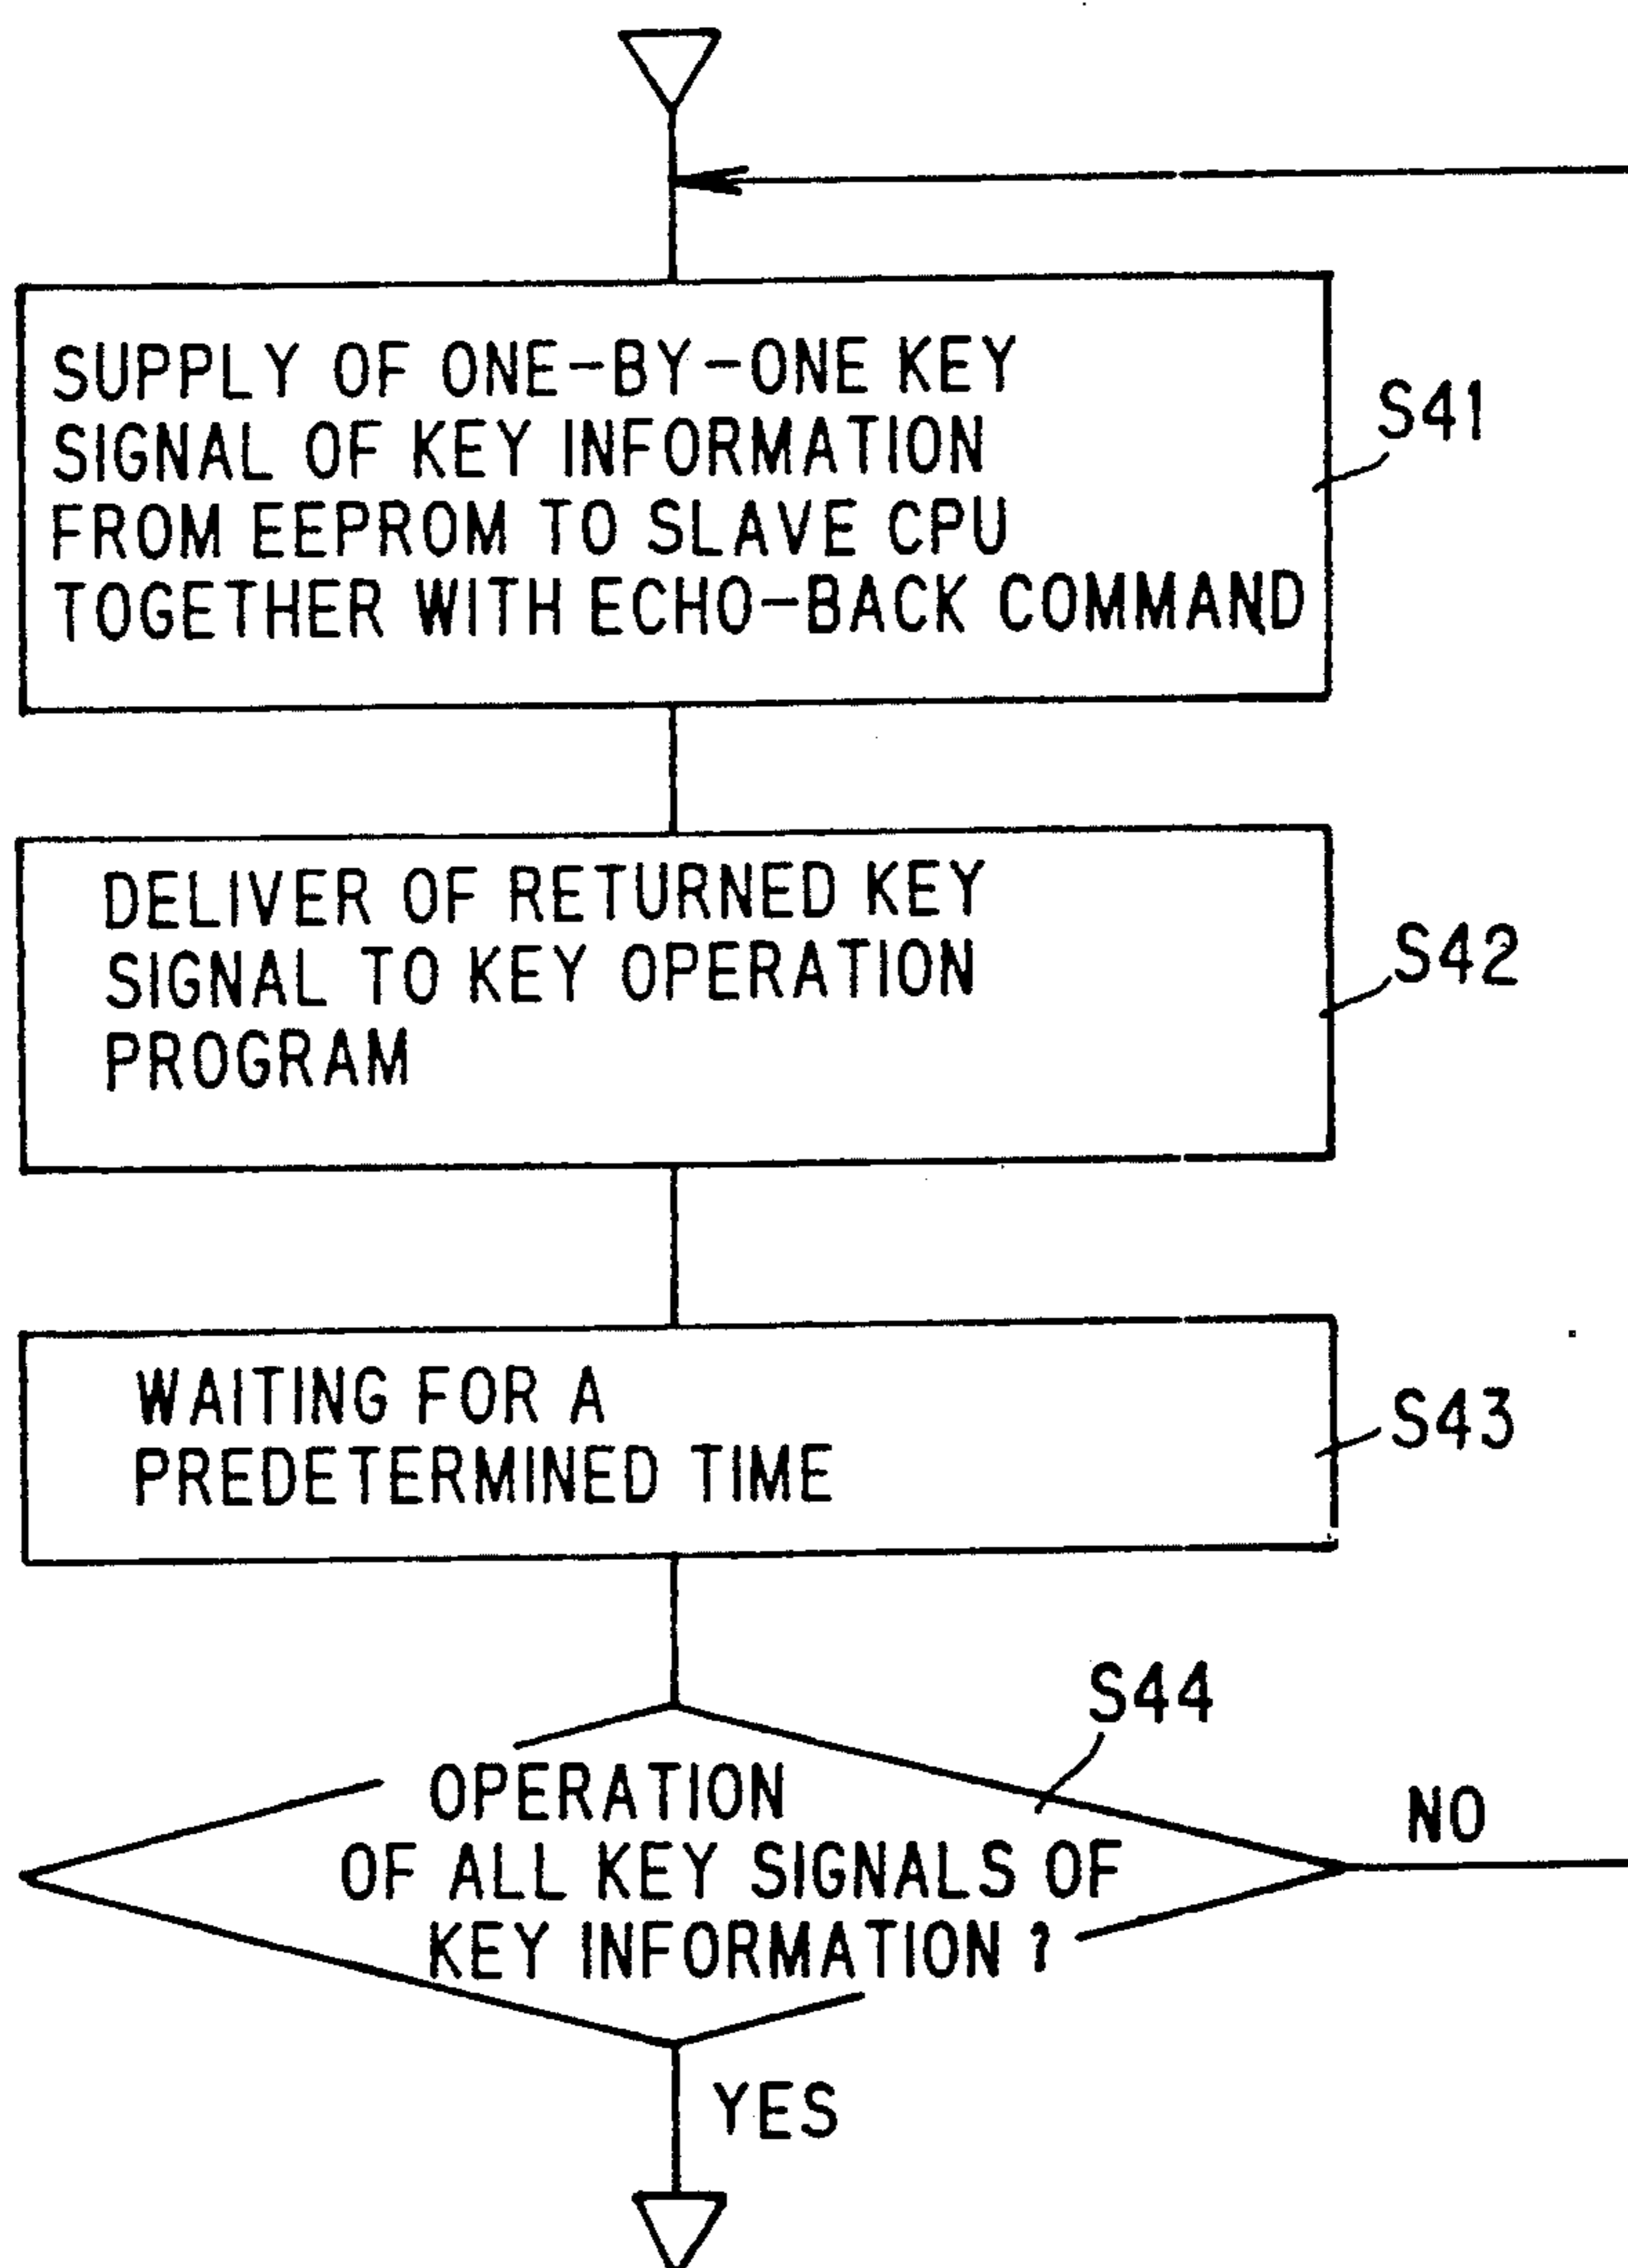 SUPPLY OF ONE-BY-ONE KEY
SIGNAL OF KEY INFORMATION
FROM EEPROM TO SLAVE CPU
TOGETHER WITH ECHO-BACK COMMAND
S41
DELIVER OF RETURNED KEY
SIGNAL TO KEY OPERATION
PROGRAM
S42
WAITING FOR A
PREDETERMINED TIME
S43
S44
OPERATION
OF ALL KEY SIGNALS OF
KEY INFORMATION ?
NO
YES